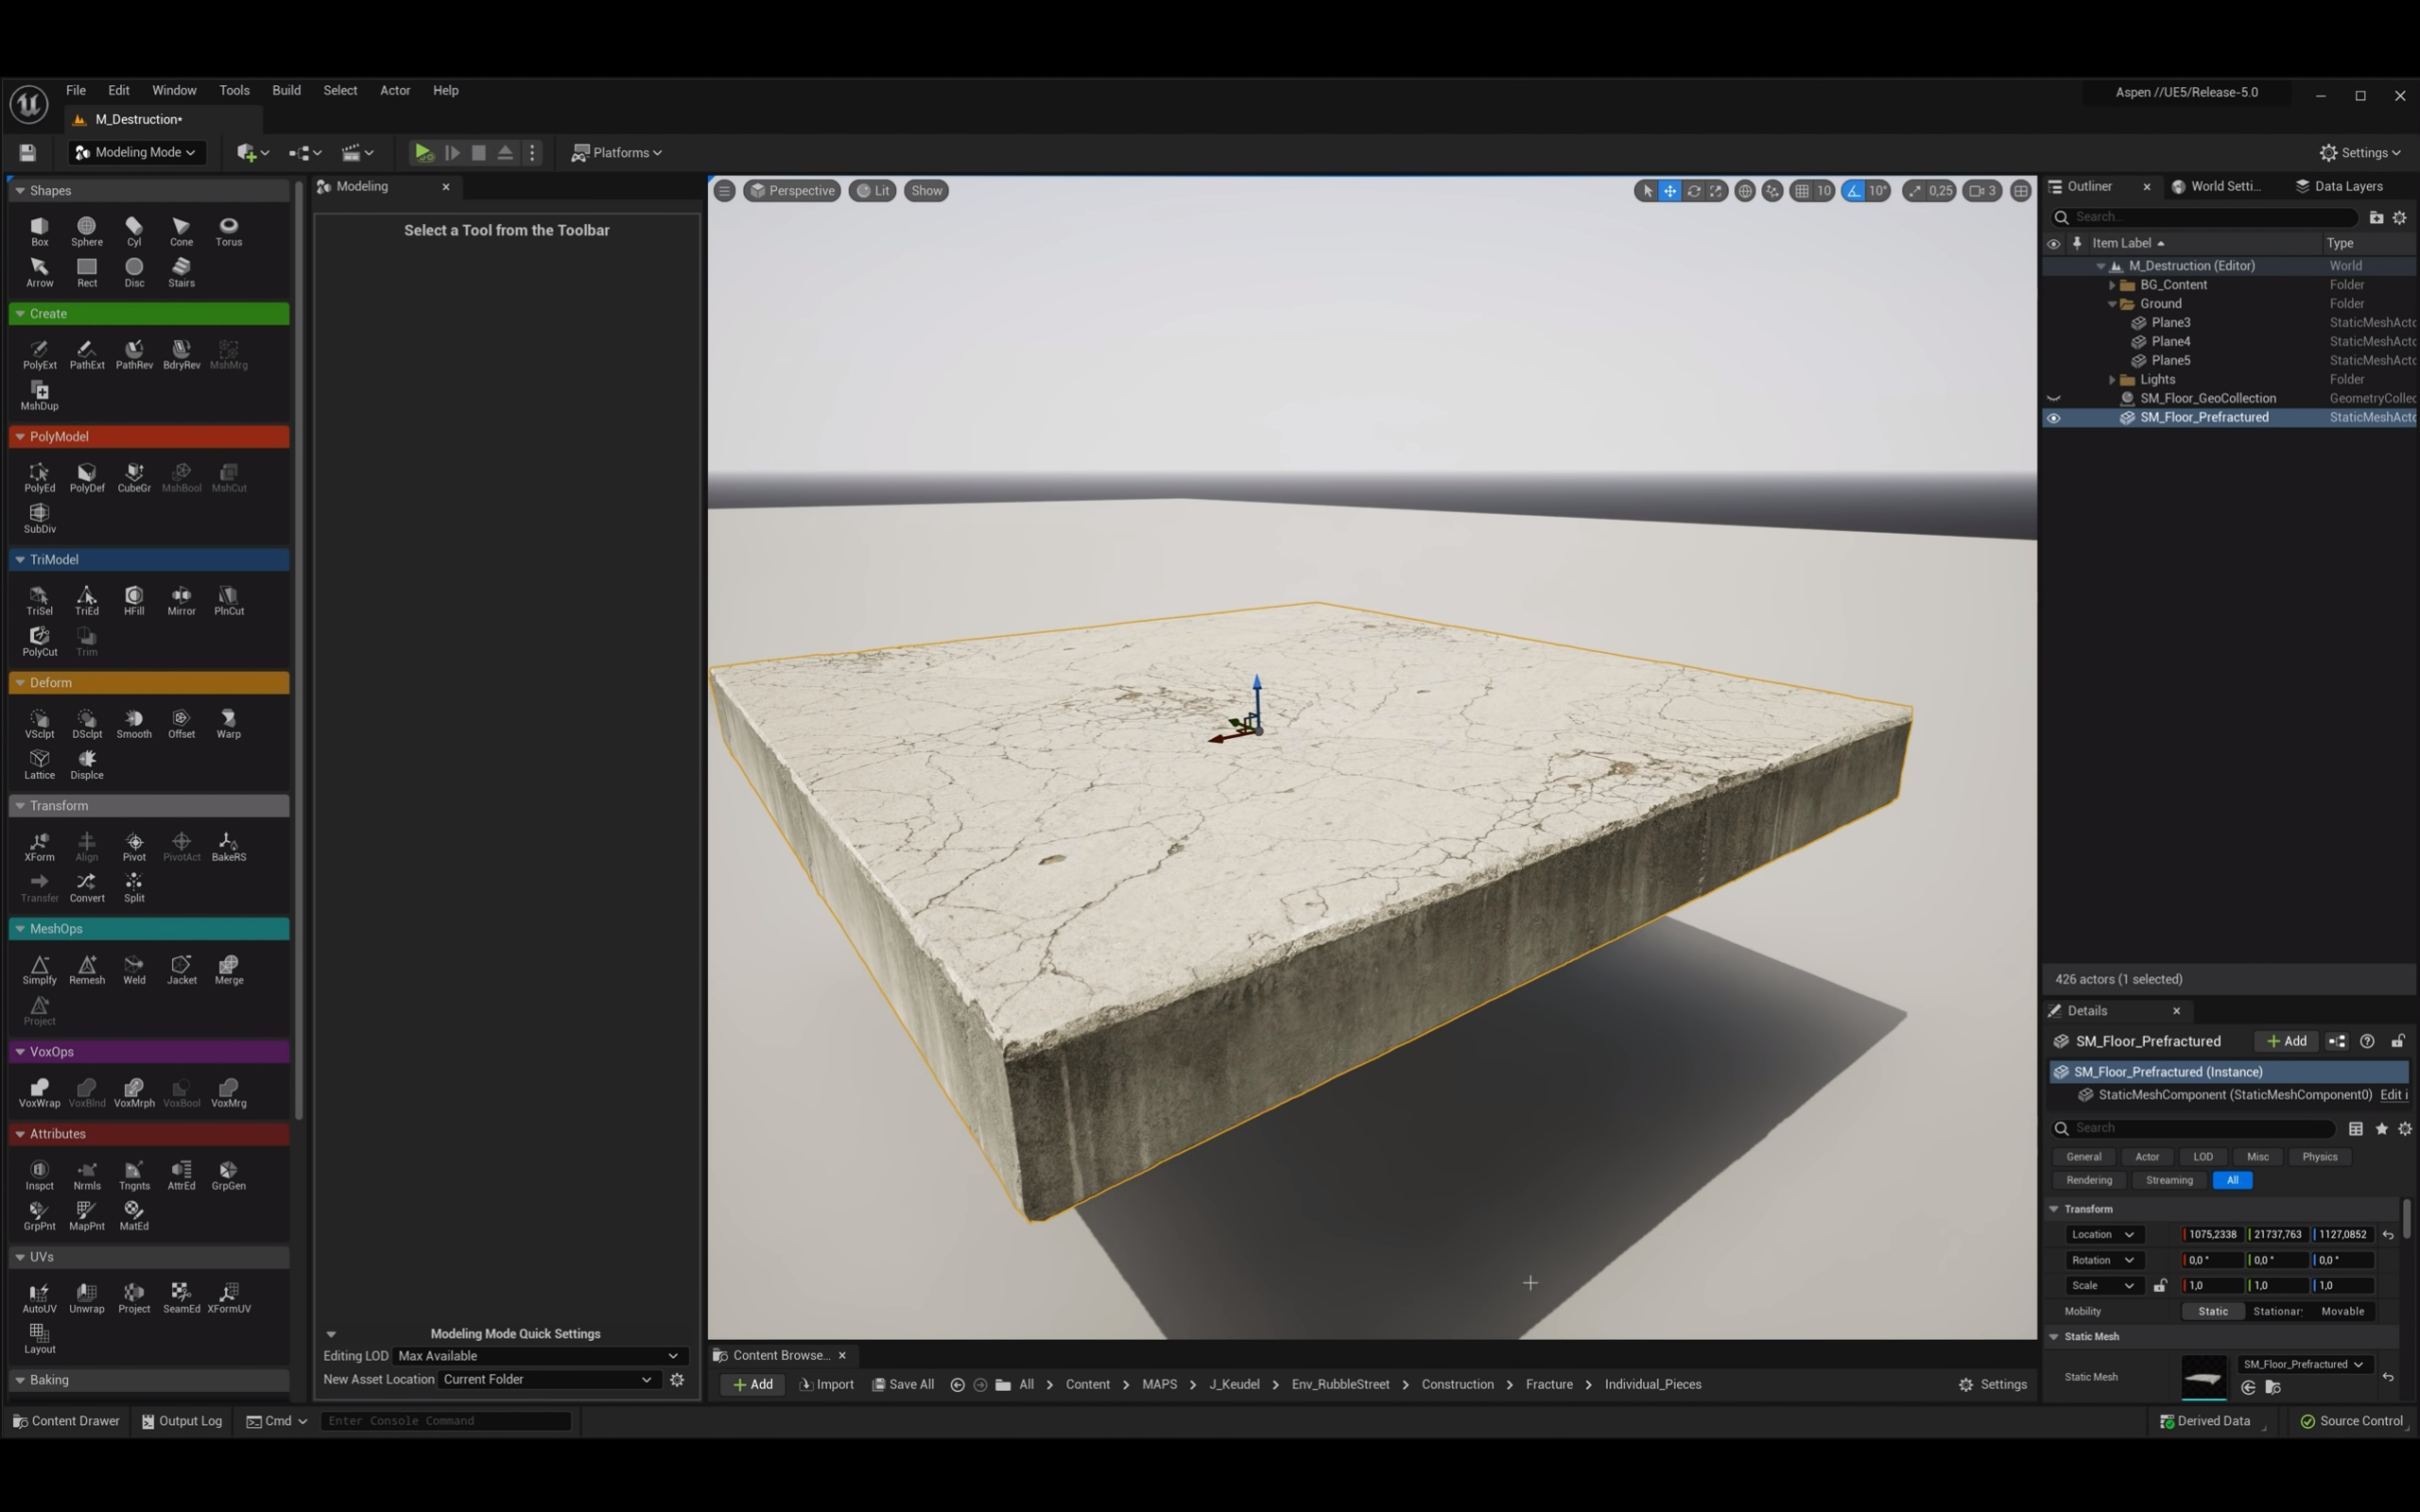 File Edit Window Tools Build Select Actor Help
Aspen //UE5/Release-5.0
M_Destruction*
Modeling Mode
Platforms
Settings
Shapes
Box Sphere Cyl Cone Torus
Arrow Rect Disc Stairs
Create
PolyExt PathExt PathRev BdryRev MshMrg
MshDup
PolyModel
PolyEd PolyDef CubeGr MshBool MshCut
SubDiv
TriModel
TriSel TriEd HFill Mirror PlnCut
PolyCut Trim
Deform
VSclpt DSclpt Smooth Offset Warp
Lattice Displce
Transform
XForm Align Pivot PivotAct BakeRS
Transfer Convert Split
MeshOps
Simplfy Remesh Weld Jacket Merge
Project
VoxOps
VoxWrap VoxBlnd VoxMrph VoxBool VoxMrg
Attributes
Inspct Nrmls Tngnts AttrEd GrpGen
GrpPnt MapPnt MatEd
UVs
AutoUV Unwrap Project SeamEd XFormUV
Layout
Baking
Modeling
Select a Tool from the Toolbar
Modeling Mode Quick Settings
Editing LOD Max Available
New Asset Location Current Folder
Perspective Lit Show
10 10° 0,25 3
Content Browse...
Add Import Save All All Content MAPS J_Keudel Env_RubbleStreet Construction Fracture Individual_Pieces Settings
Outliner World Setti... Data Layers
Search...
Item Label Type
M_Destruction (Editor) World
BG_Content Folder
Ground Folder
Plane3 StaticMeshActo
Plane4 StaticMeshActo
Plane5 StaticMeshActo
Lights Folder
SM_Floor_GeoCollection GeometryCollec
SM_Floor_Prefractured StaticMeshActo
426 actors (1 selected)
Details
SM_Floor_Prefractured Add
SM_Floor_Prefractured (Instance)
StaticMeshComponent (StaticMeshComponent0) Edit i
Search
General Actor LOD Misc Physics
Rendering Streaming All
Transform
Location 1075,2338 21737,763 1127,0852
Rotation 0,0 ° 0,0 ° 0,0 °
Scale 1,0 1,0 1,0
Mobility Static Stationar Movable
Static Mesh
Static Mesh SM_Floor_Prefractured
Content Drawer Output Log Cmd Enter Console Command
Derived Data Source Control